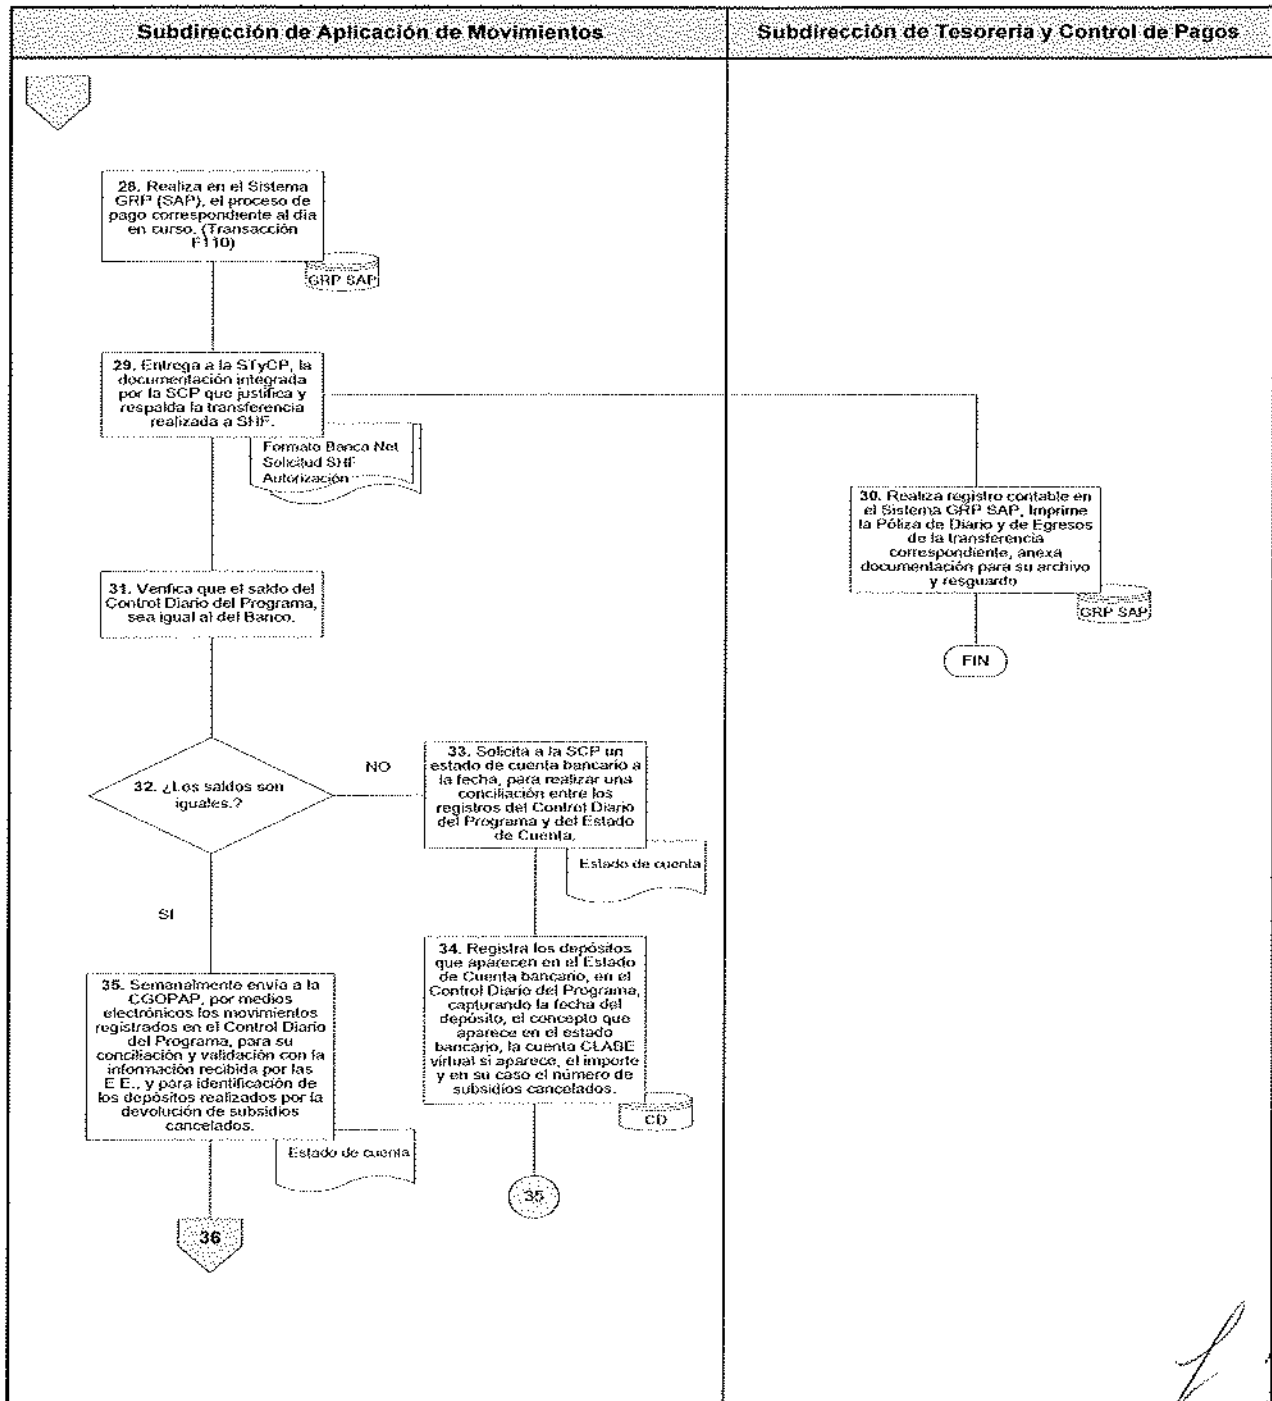 Subdirección de Aplicación de Movimientos
Subdirección de Tesorería y Control de Pagos
28. Realiza en el Sistema
GRP (SAP), el proceso de
pago correspondiente al día
en curso. (Transacción
F110)
GRP SAP
29. Entrega a la STyCP, la
documentación integrada
por la SCP que justifica y
respalda la transferencia
realizada a SHF.
Formato Banca Net
Solicitud SHF
Autorización
30. Realiza registro contable en
el Sistema GRP SAP, Imprime
la Póliza de Diario y de Egresos
de la transferencia
correspondiente, anexa
documentación para su archivo
y resguardo
GRP SAP
FIN
31. Verifica que el saldo del
Control Diario del Programa,
sea igual al del Banco.
32. ¿Los saldos son
iguales.?
NO
SI
33. Solicita a la SCP un
estado de cuenta bancario a
la fecha, para realizar una
conciliación entre los
registros del Control Diario
del Programa y del Estado
de Cuenta.
Estado de cuenta
34. Registra los depósitos
que aparecen en el Estado
de Cuenta bancario, en el
Control Diario del Programa,
capturando la fecha del
depósito, el concepto que
aparece en el estado
bancario, la cuenta CLABE
virtual si aparece, el importe
y en su caso el número de
subsidios cancelados.
CD
35
35. Semanalmente envía a la
CGOPAP, por medios
electrónicos los movimientos
registrados en el Control Diario
del Programa, para su
conciliación y validación con la
información recibida por las
E E., y para identificación de
los depósitos realizados por la
devolución de subsidios
cancelados.
Estado de cuenta
36